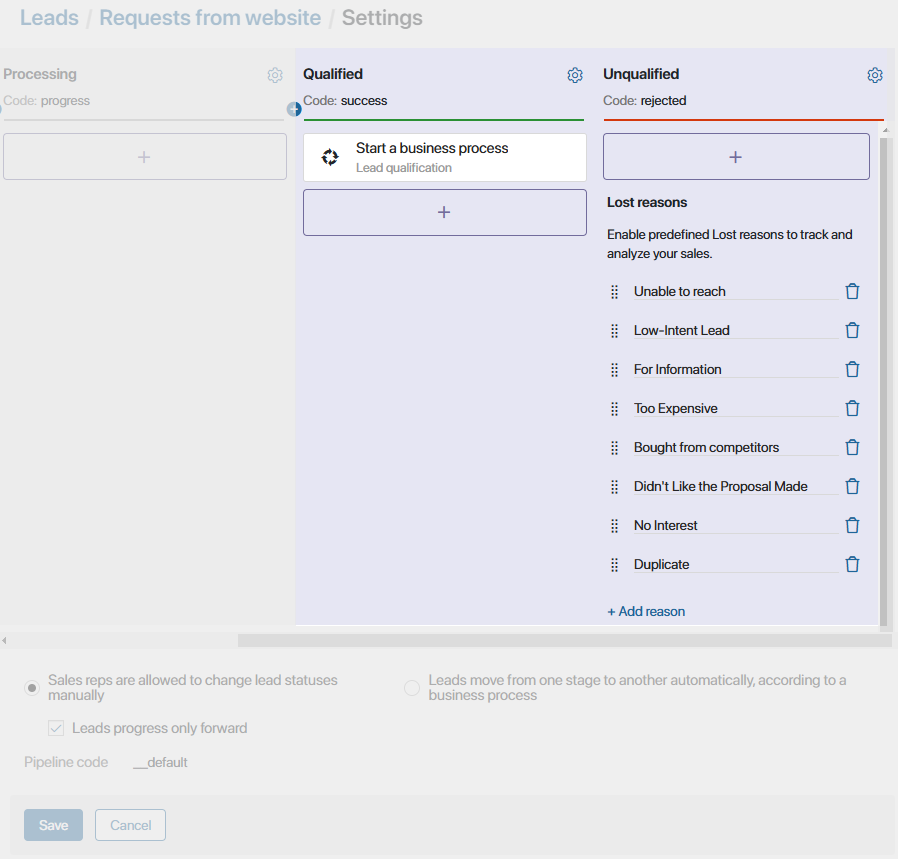 Leads / Requests from website / Settings
Processing
Code: progress
Qualified
Code: success
Start a business process
Lead qualification
Unqualified
Code: rejected
Lost reasons
Enable predefined Lost reasons to track and
analyze your sales.
Unable to reach
Low-Intent Lead
For Information
Too Expensive
Bought from competitors
Didn't Like the Proposal Made
No Interest
Duplicate
+ Add reason
Sales reps are allowed to change lead statuses
manually
Leads move from one stage to another automatically, according to a
business process
Leads progress only forward
Pipeline code __default
Save Cancel